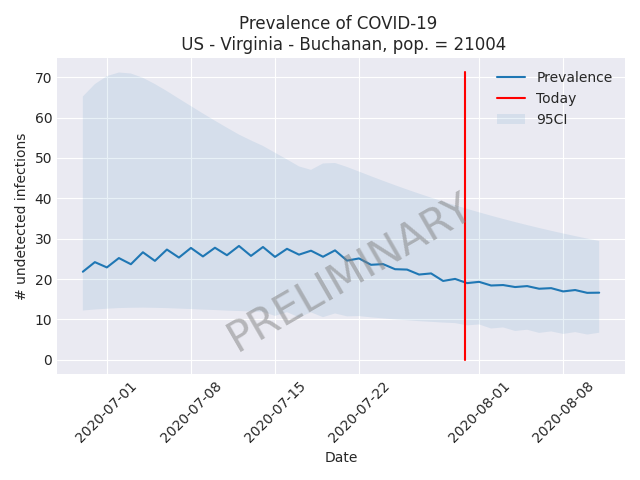 Prevalence of COVID-19
US - Virginia - Buchanan, pop. = 21004
# undetected infections
70
60
50
40
30
20
10
0
Prevalence
Today
95CI
PRELIMINARY
2020-07-01
2020-07-08
2020-07-15
2020-07-22
2020-08-01
2020-08-08
Date